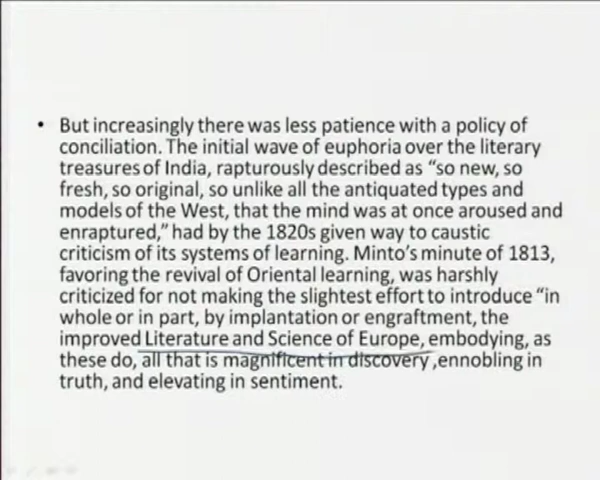 • But increasingly there was less patience with a policy of
conciliation. The initial wave of euphoria over the literary
treasures of India, rapturously described as “so new, so
fresh, so original, so unlike all the antiquated types and
models of the West, that the mind was at once aroused and
enraptured,” had by the 1820s given way to caustic
criticism of its systems of learning. Minto’s minute of 1813,
favoring the revival of Oriental learning, was harshly
criticized for not making the slightest effort to introduce “in
whole or in part, by implantation or engraftment, the
improved Literature and Science of Europe, embodying, as
these do, all that is magnificent in discovery ,ennobling in
truth, and elevating in sentiment.